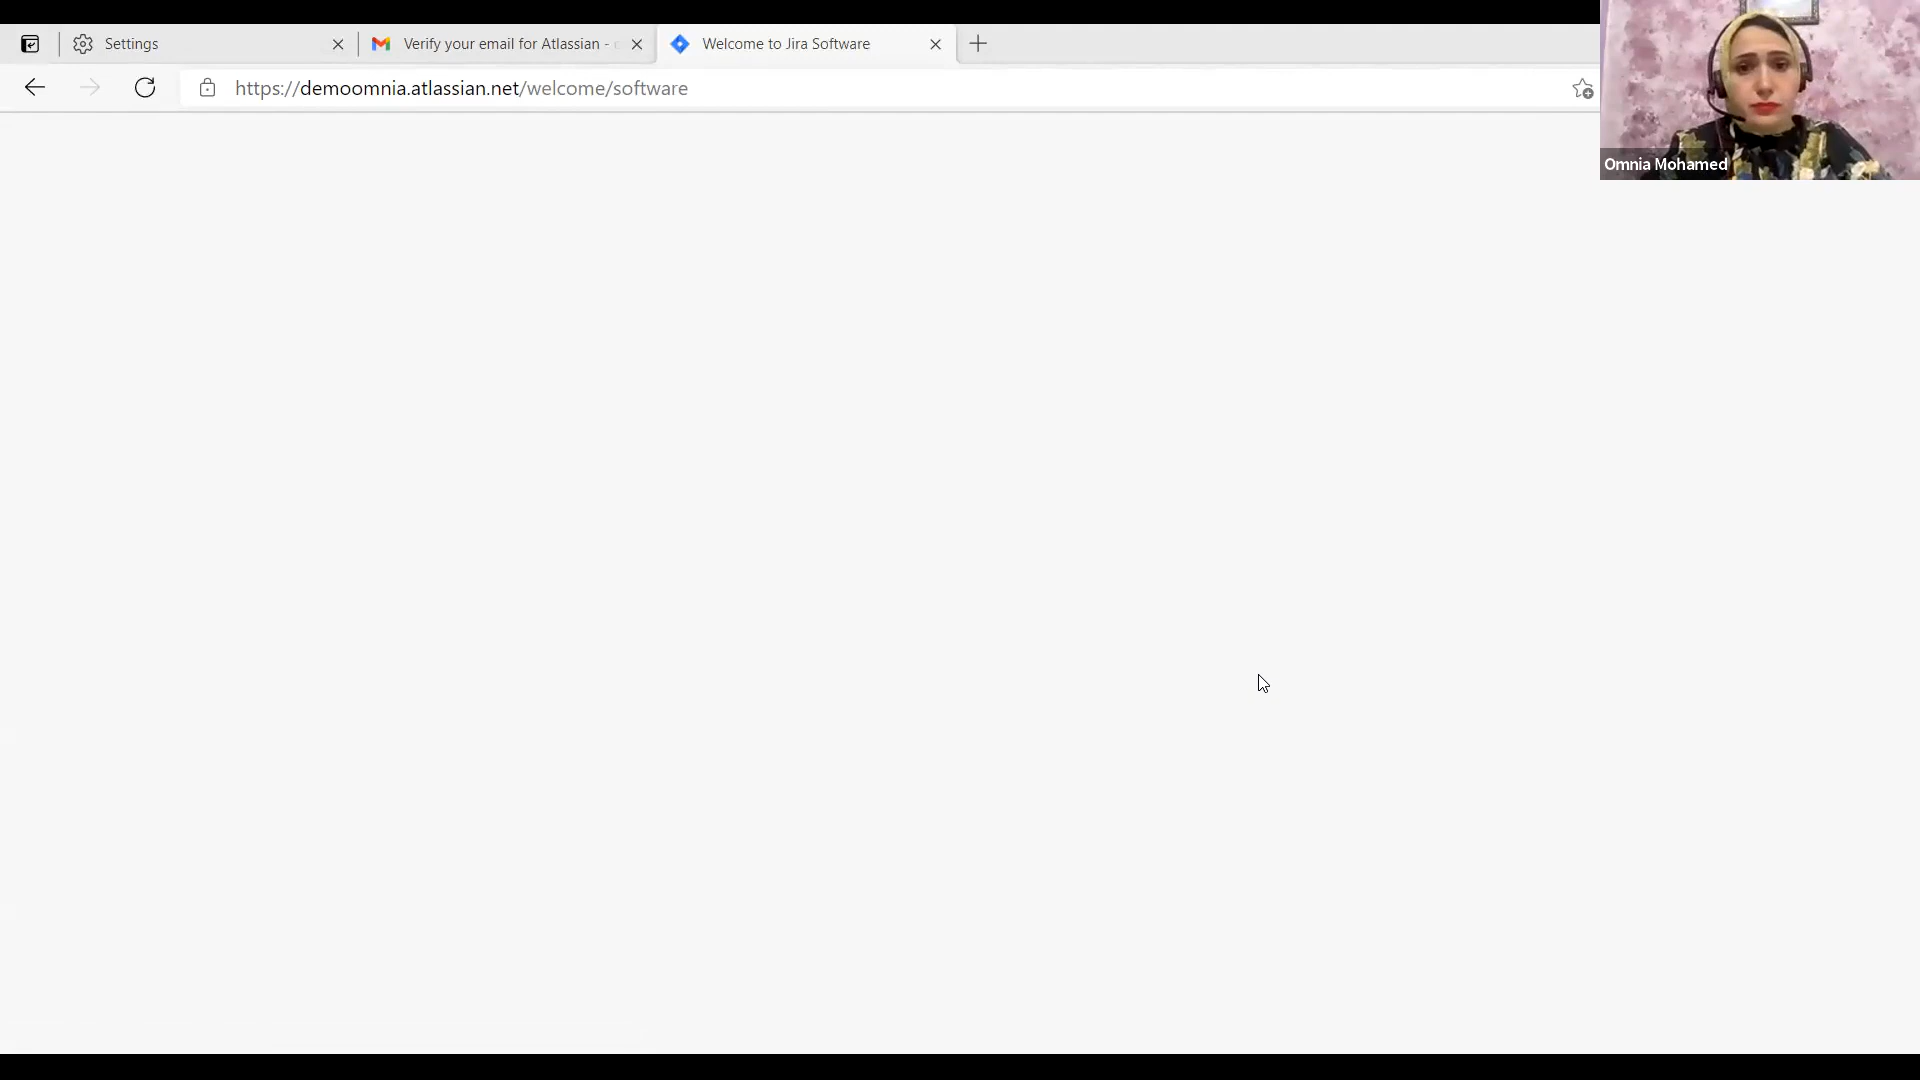 Settings
Verify your email for Atlassian -
Welcome to Jira Software
https://demoomnia.atlassian.net/welcome/software
Omnia Mohamed